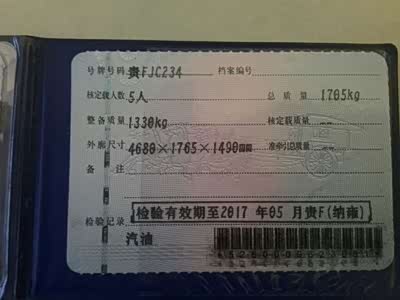 号牌号码 贵FJC234 档案编号
核定载人数 5人 总质量 1705kg
整备质量 1330kg 核定载质量 --
外廓尺寸 4680×1765×1490mm 准牵引总质量 --
备注
检验有效期至2017年05月贵F(纳雍)
检验记录
汽油